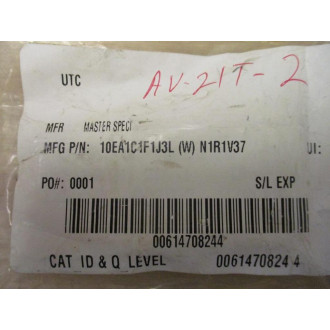 UTC AV-21T-2
MFR MASTER SPECI
MFG P/N: 10EA1C1F1J3L (W) N1R1V37 UI:
PO#: 0001 S/L EXP
00614708244
CAT ID & Q LEVEL 0061470824 4